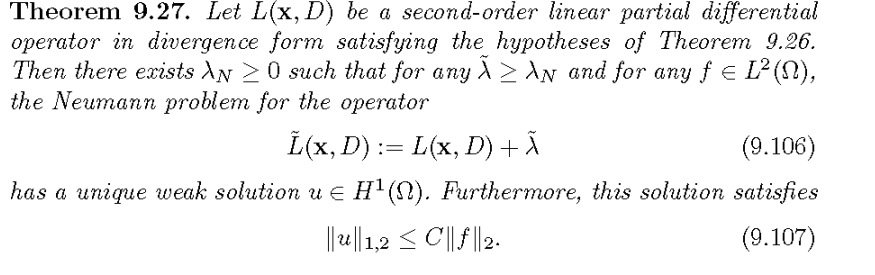 Theorem 9.27. Let L(x, D) be a second-order linear partial differential
operator in divergence form satisfying the hypotheses of Theorem 9.26.
Then there exists λ_N ≥ 0 such that for any λ̃ ≥ λ_N and for any f ∈ L²(Ω),
the Neumann problem for the operator
L̃(x, D) := L(x, D) + λ̃ (9.106)
has a unique weak solution u ∈ H¹(Ω). Furthermore, this solution satisfies
‖u‖₁,₂ ≤ C‖f‖₂. (9.107)